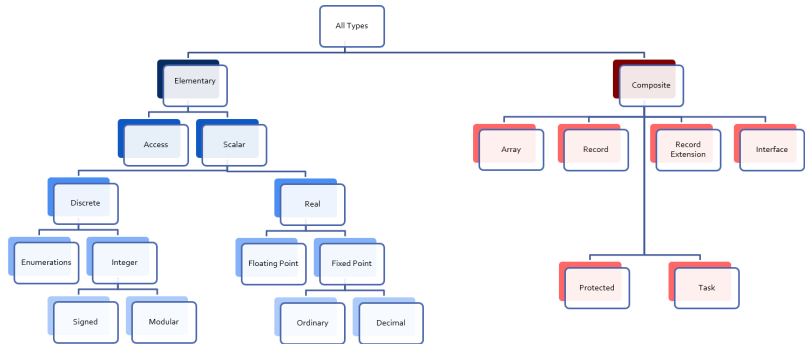 All Types
Elementary
Composite
Access
Scalar
Array
Record
Record
Extension
Interface
Discrete
Real
Enumerations
Integer
Floating Point
Fixed Point
Protected
Task
Signed
Modular
Ordinary
Decimal